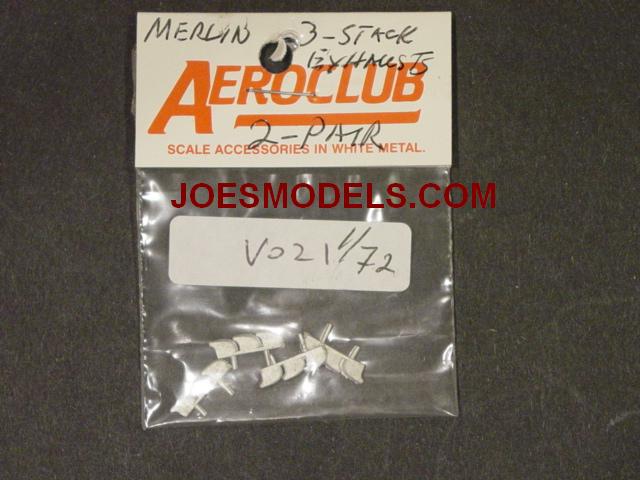 MERLIN 3-STACK
EXHAUSTS
AEROCLUB
2-PAIR
SCALE ACCESSORIES IN WHITE METAL.
JOESMODELS.COM
V021 1/72